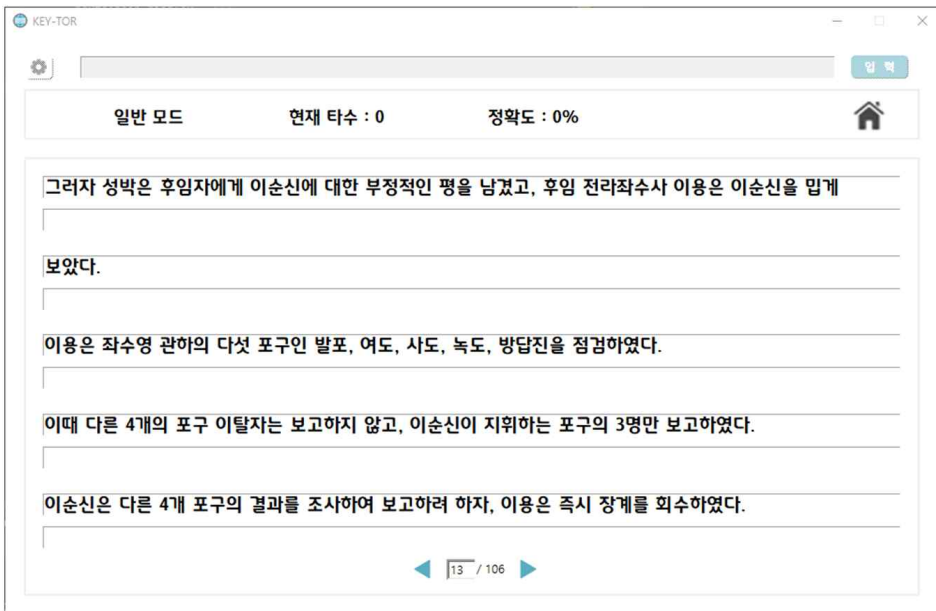 KEY-TOR
입 력
일반 모드 현재 타수 : 0 정확도 : 0%
그러자 성박은 후임자에게 이순신에 대한 부정적인 평을 남겼고, 후임 전라좌수사 이용은 이순신을 밉게
보았다.
이용은 좌수영 관하의 다섯 포구인 발포, 여도, 사도, 녹도, 방답진을 점검하였다.
이때 다른 4개의 포구 이탈자는 보고하지 않고, 이순신이 지휘하는 포구의 3명만 보고하였다.
이순신은 다른 4개 포구의 결과를 조사하여 보고하려 하자, 이용은 즉시 장계를 회수하였다.
13 / 106